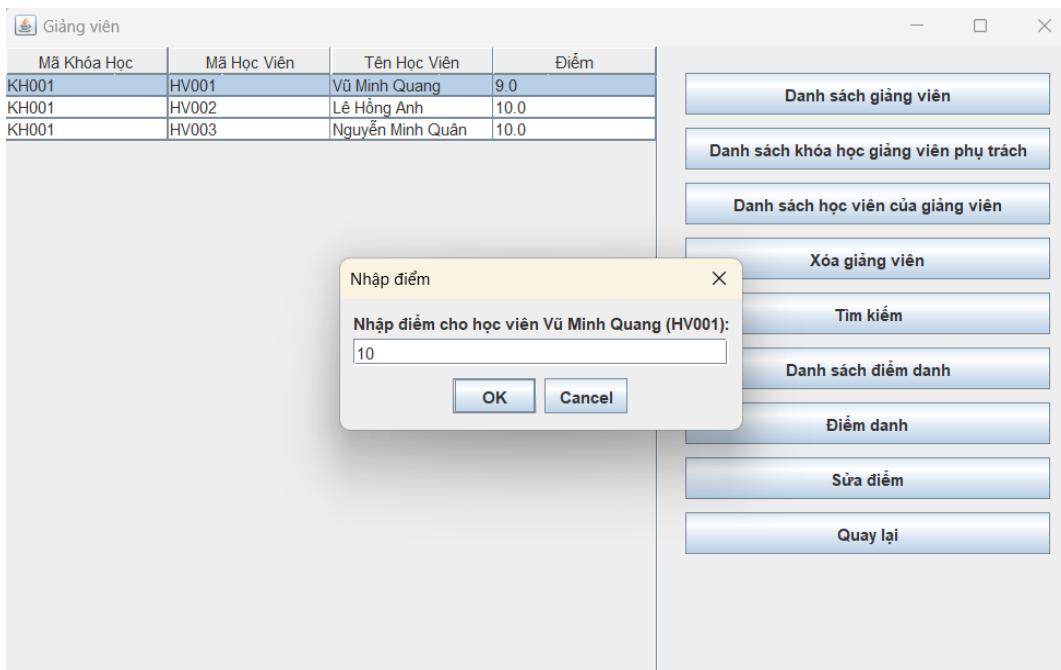 Giảng viên
Mã Khóa Học Mã Học Viên Tên Học Viên Điểm
KH001 HV001 Vũ Minh Quang 9.0
KH001 HV002 Lê Hồng Anh 10.0
KH001 HV003 Nguyễn Minh Quân 10.0
Danh sách giảng viên
Danh sách khóa học giảng viên phụ trách
Danh sách học viên của giảng viên
Xóa giảng viên
Tìm kiếm
Danh sách điểm danh
Điểm danh
Sửa điểm
Quay lại
Nhập điểm
Nhập điểm cho học viên Vũ Minh Quang (HV001):
10
OK Cancel